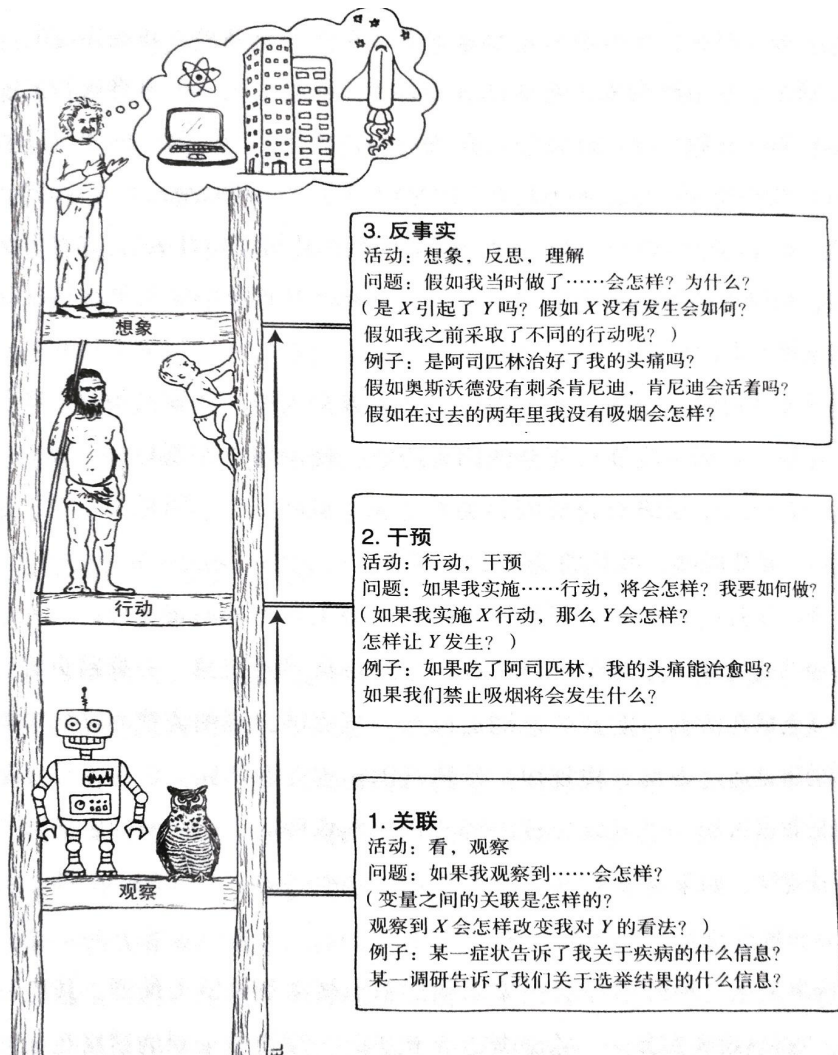 想象
3. 反事实
活动：想象，反思，理解
问题：假如我当时做了……会怎样？为什么？
（是 X 引起了 Y 吗？假如 X 没有发生会如何？
假如我之前采取了不同的行动呢？）
例子：是阿司匹林治好了我的头痛吗？
假如奥斯沃德没有刺杀肯尼迪，肯尼迪会活着吗？
假如在过去的两年里我没有吸烟会怎样？
行动
2. 干预
活动：行动，干预
问题：如果我实施……行动，将会怎样？我要如何做？
（如果我实施 X 行动，那么 Y 会怎样？
怎样让 Y 发生？）
例子：如果吃了阿司匹林，我的头痛能治愈吗？
如果我们禁止吸烟将会发生什么？
观察
1. 关联
活动：看，观察
问题：如果我观察到……会怎样？
（变量之间的关联是怎样的？
观察到 X 会怎样改变我对 Y 的看法？）
例子：某一症状告诉了我关于疾病的什么信息？
某一调研告诉了我们关于选举结果的什么信息？